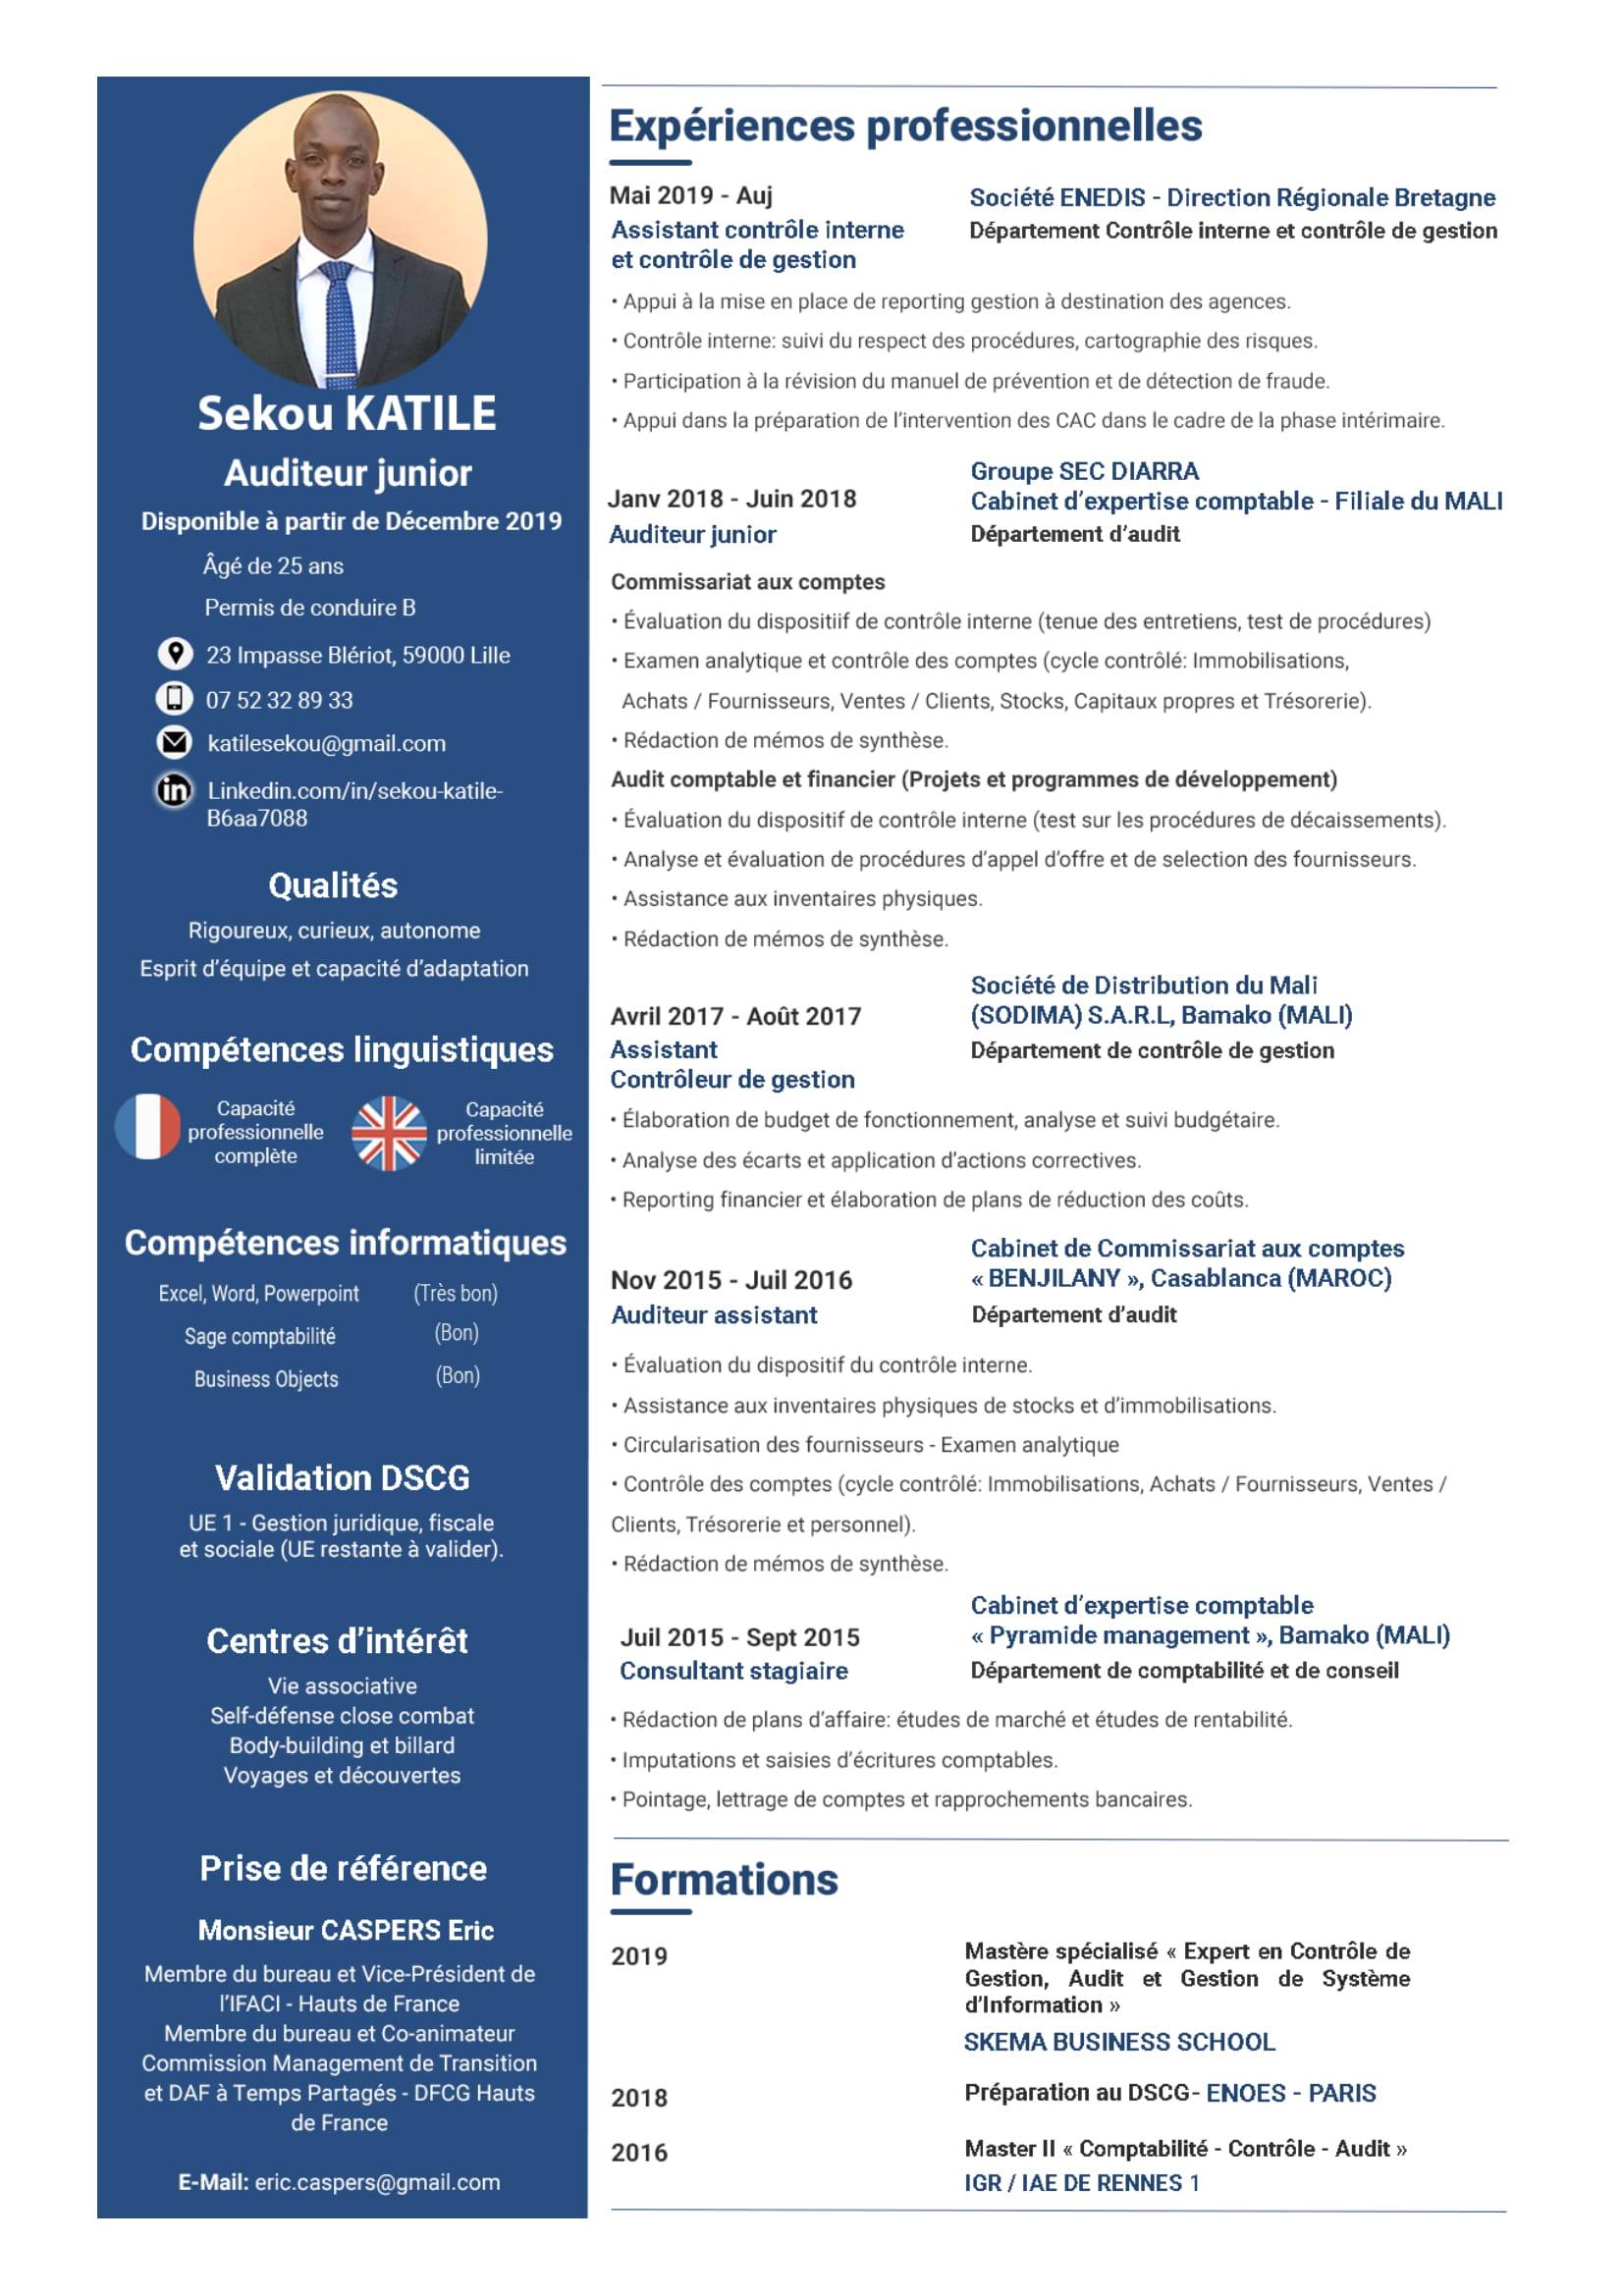 Sekou KATILE
Auditeur junior
Disponible à partir de Décembre 2019
Âgé de 25 ans
Permis de conduire B
23 Impasse Blériot, 59000 Lille
07 52 32 89 33
katilesekou@gmail.com
in Linkedin.com/in/sekou-katile-
B6aa7088
Qualités
Rigoureux, curieux, autonome
Esprit d'équipe et capacité d'adaptation
Compétences linguistiques
Capacité
professionnelle
complète
Capacité
professionnelle
limitée
Compétences informatiques
Excel, Word, Powerpoint (Très bon)
Sage comptabilité (Bon)
Business Objects (Bon)
Validation DSCG
UE 1 - Gestion juridique, fiscale
et sociale (UE restante à valider).
Centres d'intérêt
Vie associative
Self-défense close combat
Body-building et billard
Voyages et découvertes
Prise de référence
Monsieur CASPERS Eric
Membre du bureau et Vice-Président de
l'IFACI - Hauts de France
Membre du bureau et Co-animateur
Commission Management de Transition
et DAF à Temps Partagés - DFCG Hauts
de France
E-Mail: eric.caspers@gmail.com
Expériences professionnelles
Mai 2019 - Auj
Assistant contrôle interne
et contrôle de gestion
Société ENEDIS - Direction Régionale Bretagne
Département Contrôle interne et contrôle de gestion
• Appui à la mise en place de reporting gestion à destination des agences.
• Contrôle interne: suivi du respect des procédures, cartographie des risques.
• Participation à la révision du manuel de prévention et de détection de fraude.
• Appui dans la préparation de l'intervention des CAC dans le cadre de la phase intérimaire.
Janv 2018 - Juin 2018
Auditeur junior
Groupe SEC DIARRA
Cabinet d'expertise comptable - Filiale du MALI
Département d'audit
Commissariat aux comptes
• Évaluation du dispositiif de contrôle interne (tenue des entretiens, test de procédures)
• Examen analytique et contrôle des comptes (cycle contrôlé: Immobilisations,
Achats / Fournisseurs, Ventes / Clients, Stocks, Capitaux propres et Trésorerie).
• Rédaction de mémos de synthèse.
Audit comptable et financier (Projets et programmes de développement)
• Évaluation du dispositif de contrôle interne (test sur les procédures de décaissements).
• Analyse et évaluation de procédures d'appel d'offre et de selection des fournisseurs.
• Assistance aux inventaires physiques.
• Rédaction de mémos de synthèse.
Avril 2017 - Août 2017
Assistant
Contrôleur de gestion
Société de Distribution du Mali
(SODIMA) S.A.R.L, Bamako (MALI)
Département de contrôle de gestion
• Élaboration de budget de fonctionnement, analyse et suivi budgétaire.
• Analyse des écarts et application d'actions correctives.
• Reporting financier et élaboration de plans de réduction des coûts.
Nov 2015 - Juil 2016
Auditeur assistant
Cabinet de Commissariat aux comptes
« BENJILANY », Casablanca (MAROC)
Département d'audit
• Évaluation du dispositif du contrôle interne.
• Assistance aux inventaires physiques de stocks et d'immobilisations.
• Circularisation des fournisseurs - Examen analytique
• Contrôle des comptes (cycle contrôlé: Immobilisations, Achats / Fournisseurs, Ventes /
Clients, Trésorerie et personnel).
• Rédaction de mémos de synthèse.
Juil 2015 - Sept 2015
Consultant stagiaire
Cabinet d'expertise comptable
« Pyramide management », Bamako (MALI)
Département de comptabilité et de conseil
• Rédaction de plans d'affaire: études de marché et études de rentabilité.
• Imputations et saisies d'écritures comptables.
• Pointage, lettrage de comptes et rapprochements bancaires.
Formations
2019
Mastère spécialisé « Expert en Contrôle de
Gestion, Audit et Gestion de Système
d'Information »
SKEMA BUSINESS SCHOOL
2018
Préparation au DSCG- ENOES - PARIS
2016
Master II « Comptabilité - Contrôle - Audit »
IGR / IAE DE RENNES 1